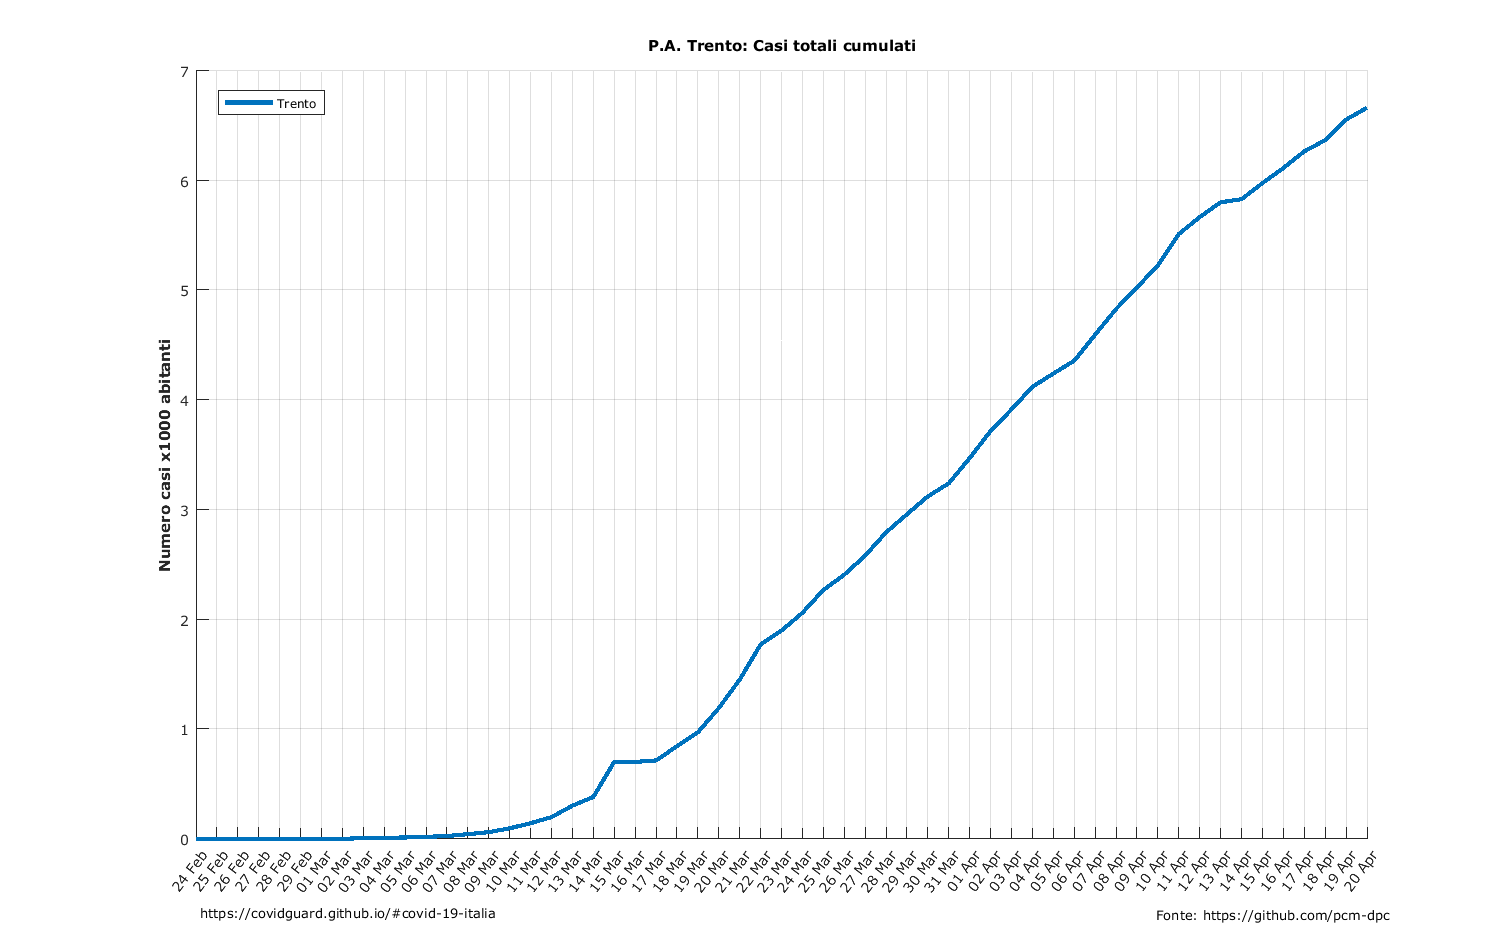 P.A. Trento: Casi totali cumulati
Trento
Numero casi x1000 abitanti
7
6
5
4
3
2
1
0
24 Feb
25 Feb
26 Feb
27 Feb
28 Feb
29 Feb
01 Mar
02 Mar
03 Mar
04 Mar
05 Mar
06 Mar
07 Mar
08 Mar
09 Mar
10 Mar
11 Mar
12 Mar
13 Mar
14 Mar
15 Mar
16 Mar
17 Mar
18 Mar
19 Mar
20 Mar
21 Mar
22 Mar
23 Mar
24 Mar
25 Mar
26 Mar
27 Mar
28 Mar
29 Mar
30 Mar
31 Mar
01 Apr
02 Apr
03 Apr
04 Apr
05 Apr
06 Apr
07 Apr
08 Apr
09 Apr
10 Apr
11 Apr
12 Apr
13 Apr
14 Apr
15 Apr
16 Apr
17 Apr
18 Apr
19 Apr
20 Apr
https://covidguard.github.io/#covid-19-italia
Fonte: https://github.com/pcm-dpc